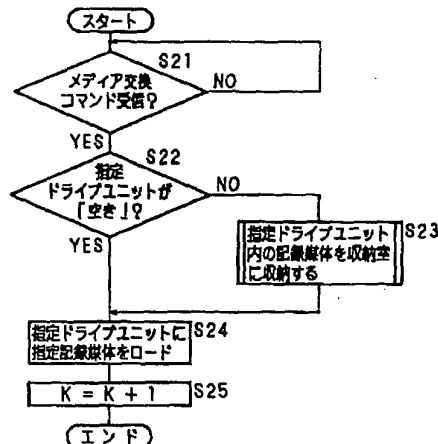 スタート
S21
メディア交換
コマンド受信?
NO
YES
S22
指定
ドライブユニットが
「空き」?
NO
YES
指定ドライブユニット
内の記録媒体を収納室
に収納する
S23
指定ドライブユニットに
指定記録媒体をロード
S24
K = K + 1
S25
エンド